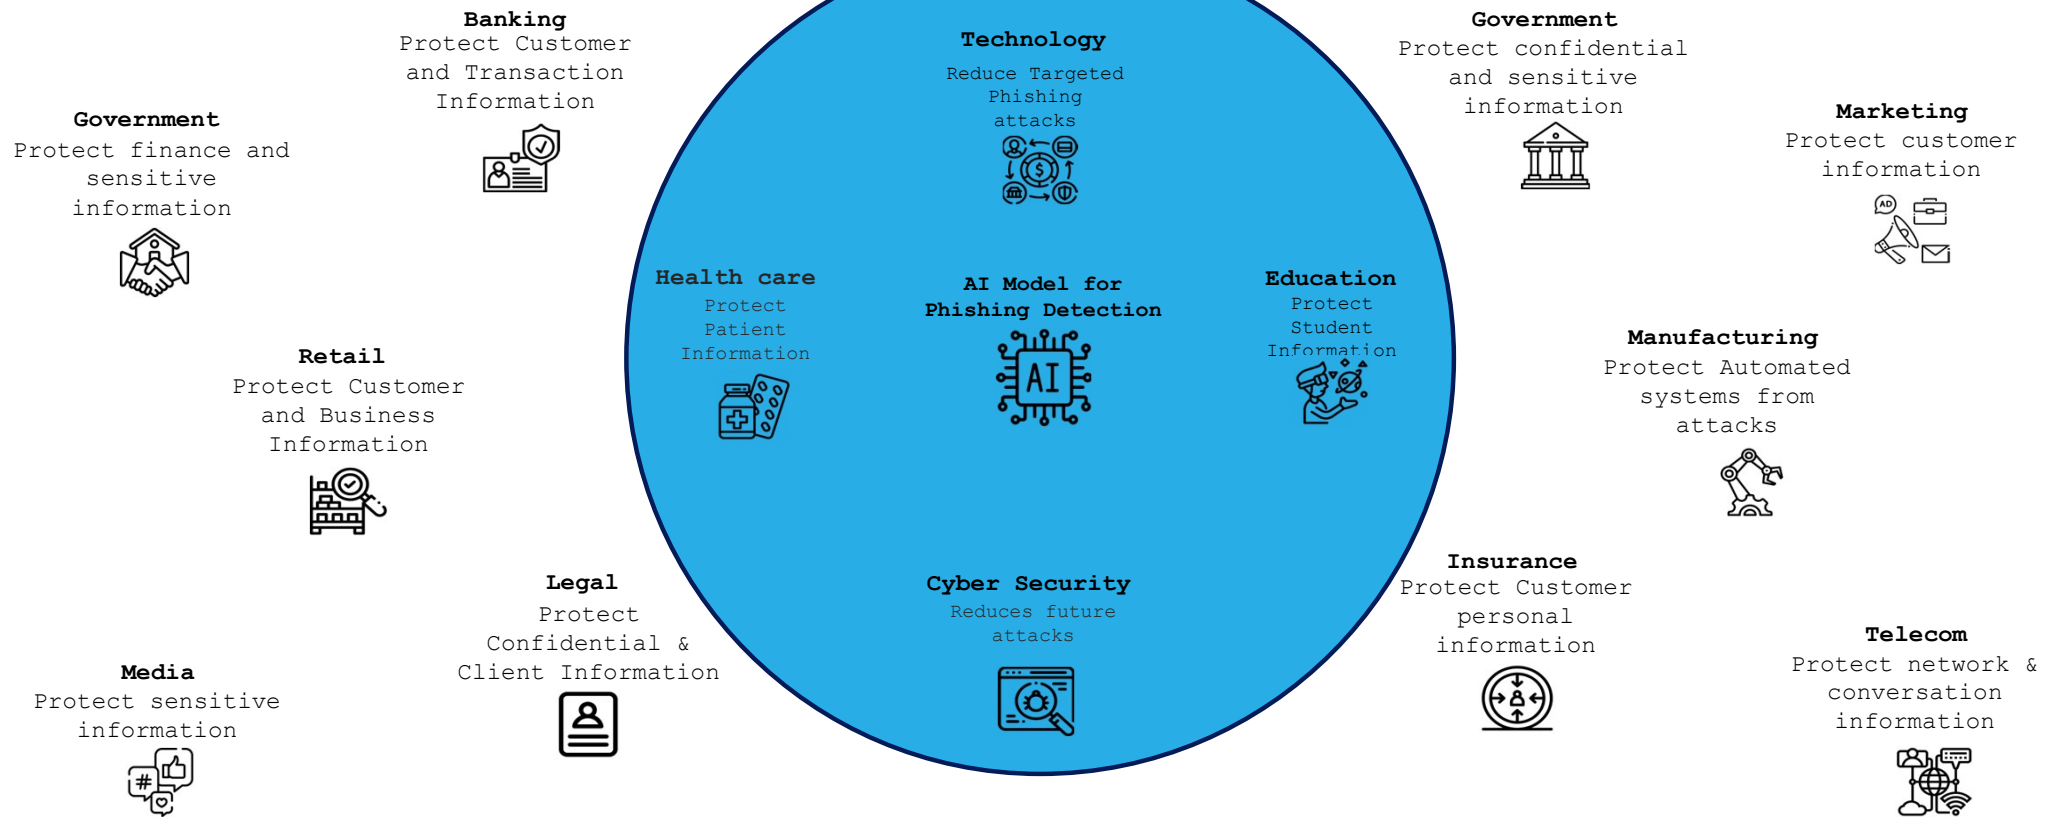 Banking
Protect Customer
and Transaction
Information
Technology
Reduce Targeted
Phishing
attacks
$
Government
Protect confidential
and sensitive
information
Government
Protect finance and
sensitive
information
Marketing
Protect customer
information
AD
Health care
Protect
Patient
Information
AI Model for
Phishing Detection
AI
Education
Protect
Student
Information
Retail
Protect Customer
and Business
Information
Manufacturing
Protect Automated
systems from
attacks
Legal
Protect
Confidential &
Client Information
Cyber Security
Reduces future
attacks
Insurance
Protect Customer
personal
information
Media
Protect sensitive
information
#
Telecom
Protect network &
conversation
information